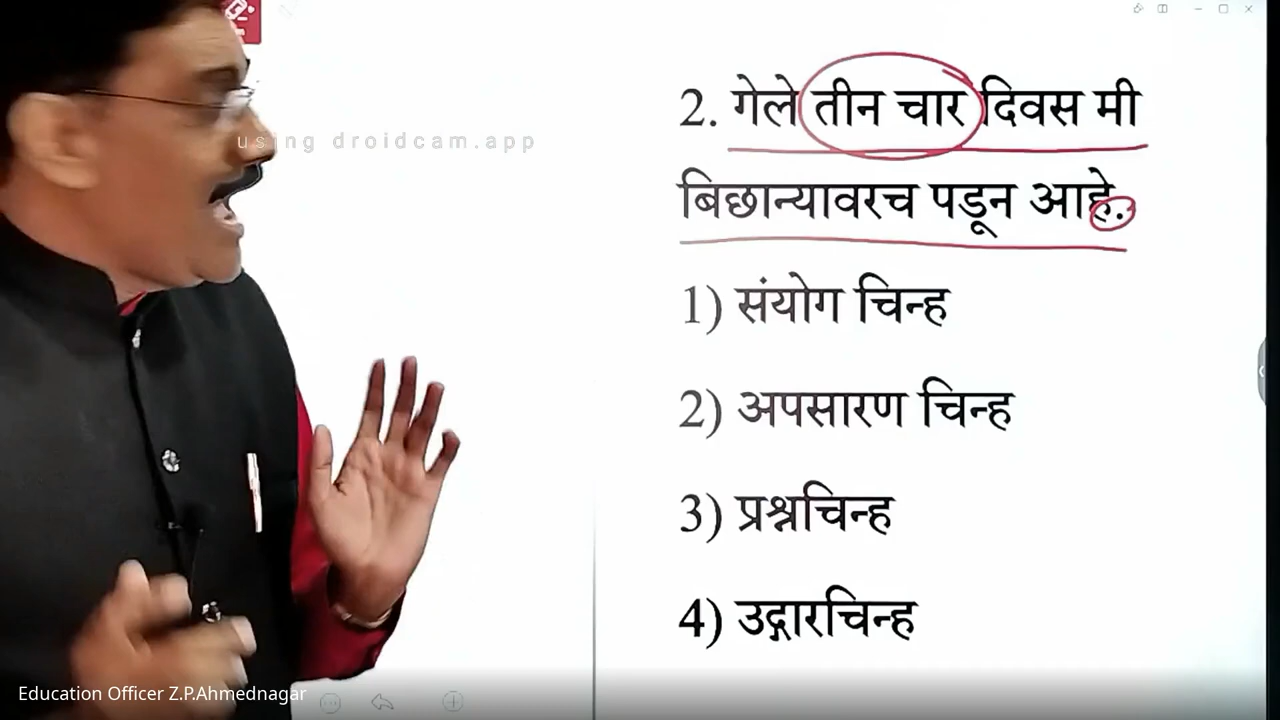 using droidcam.app
2. गेले तीन चार दिवस मी
बिछान्यावरच पडून आहे.
1) संयोग चिन्ह
2) अपसारण चिन्ह
3) प्रश्नचिन्ह
4) उद्गारचिन्ह
Education Officer Z.P.Ahmednagar